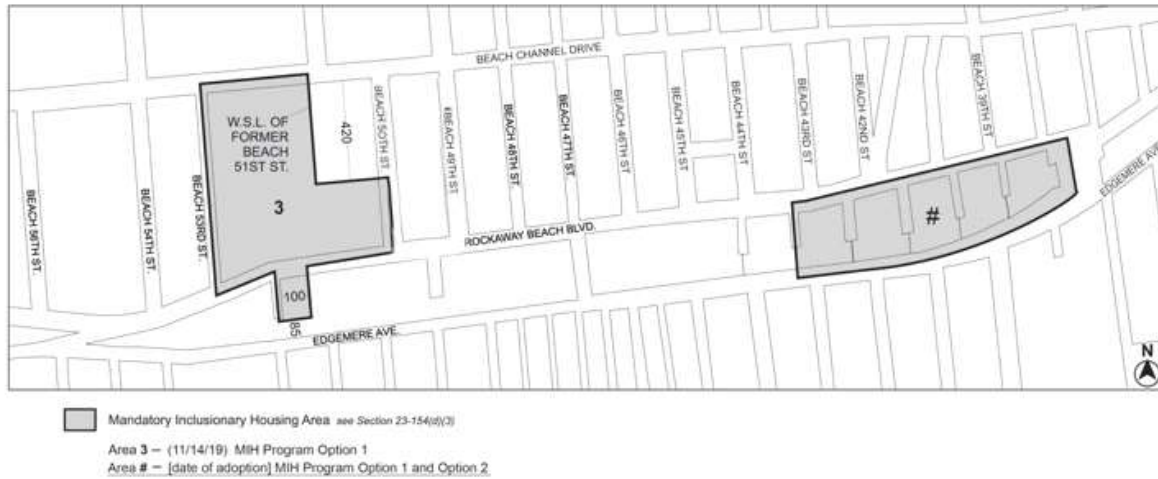 BEACH CHANNEL DRIVE
W.S.L. OF
FORMER
BEACH
51ST ST.
3
420
100
85
BEACH 56TH ST.
BEACH 54TH ST.
BEACH 53RD ST.
BEACH 50TH ST
BEACH 49TH ST
BEACH 48TH ST.
BEACH 47TH ST.
BEACH 46TH ST
BEACH 45TH ST
BEACH 44TH ST
BEACH 43RD ST
BEACH 42ND ST
BEACH 39TH ST
ROCKAWAY BEACH BLVD.
#
EDGEMERE AVE.
EDGEMERE AVE.
N
Mandatory Inclusionary Housing Area see Section 23-154(d)(3)
Area 3 – (11/14/19) MIH Program Option 1
Area # – [date of adoption] MIH Program Option 1 and Option 2